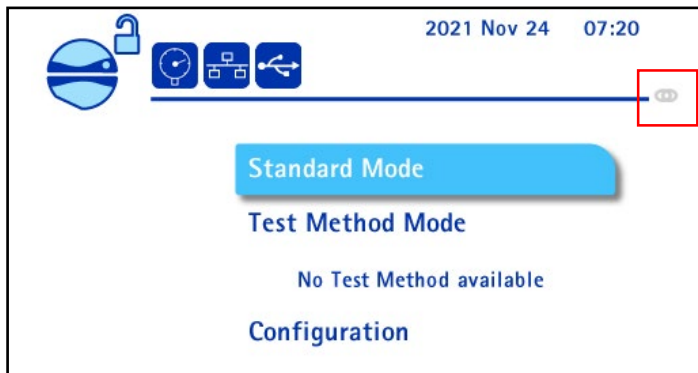 2021 Nov 24 07:20
Standard Mode
Test Method Mode
No Test Method available
Configuration